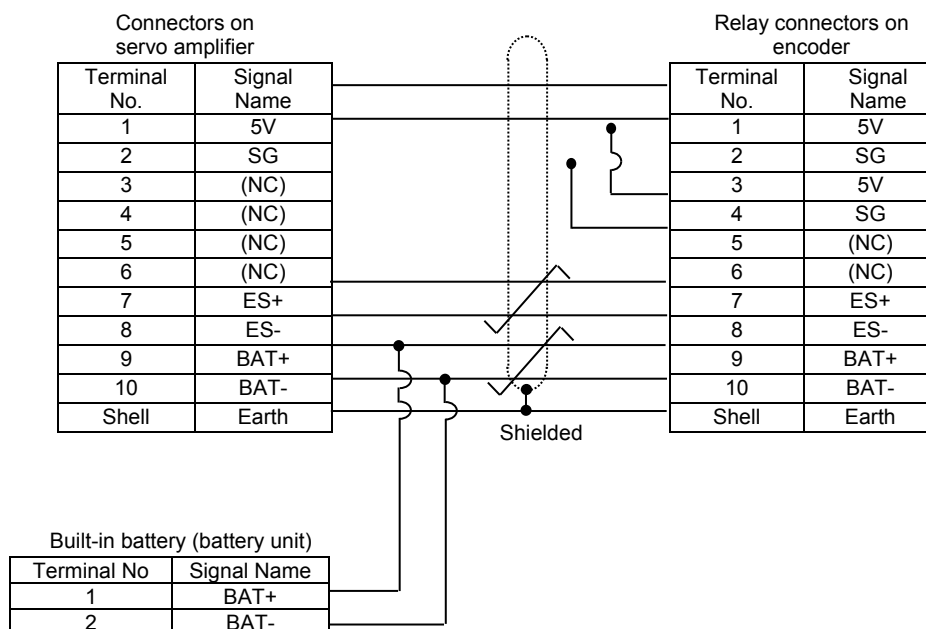 Connectors on
servo amplifier
Terminal No. Signal Name
1 5V
2 SG
3 (NC)
4 (NC)
5 (NC)
6 (NC)
7 ES+
8 ES-
9 BAT+
10 BAT-
Shell Earth
Relay connectors on
encoder
Terminal No. Signal Name
1 5V
2 SG
3 5V
4 SG
5 (NC)
6 (NC)
7 ES+
8 ES-
9 BAT+
10 BAT-
Shell Earth
Shielded
Built-in battery (battery unit)
Terminal No Signal Name
1 BAT+
2 BAT-